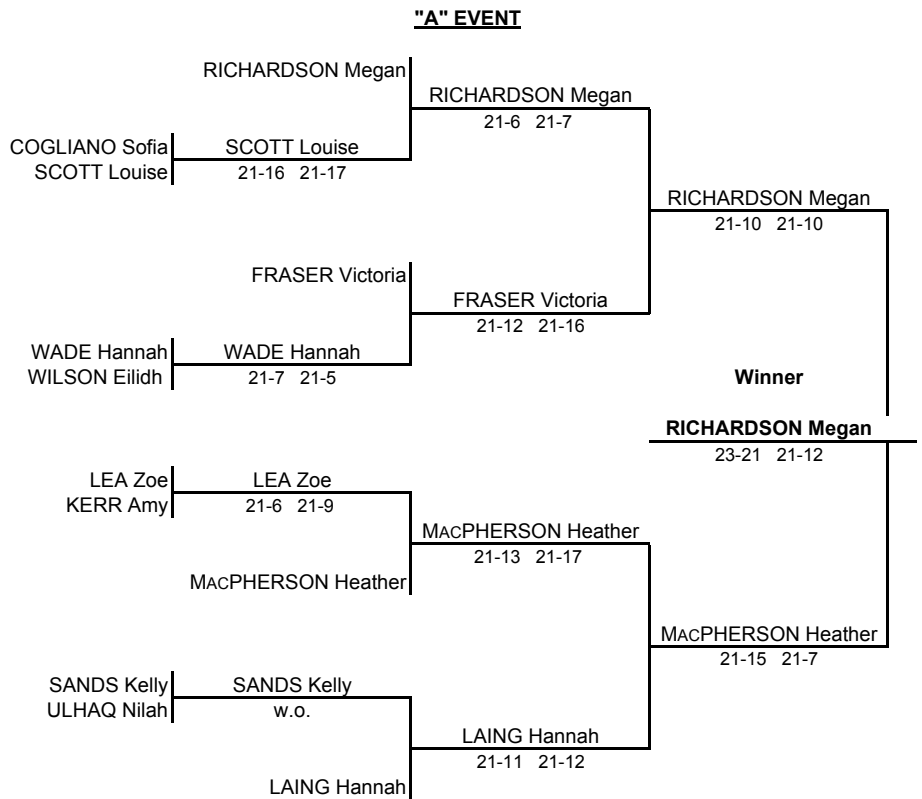 "A" EVENT
RICHARDSON Megan
RICHARDSON Megan
21-6 21-7
COGLIANO Sofia
SCOTT Louise
SCOTT Louise
21-16 21-17
RICHARDSON Megan
21-10 21-10
FRASER Victoria
FRASER Victoria
21-12 21-16
WADE Hannah
WILSON Eilidh
WADE Hannah
21-7 21-5
Winner
RICHARDSON Megan
23-21 21-12
LEA Zoe
KERR Amy
LEA Zoe
21-6 21-9
MACPHERSON Heather
21-13 21-17
MACPHERSON Heather
MACPHERSON Heather
21-15 21-7
SANDS Kelly
ULHAQ Nilah
SANDS Kelly
w.o.
LAING Hannah
21-11 21-12
LAING Hannah